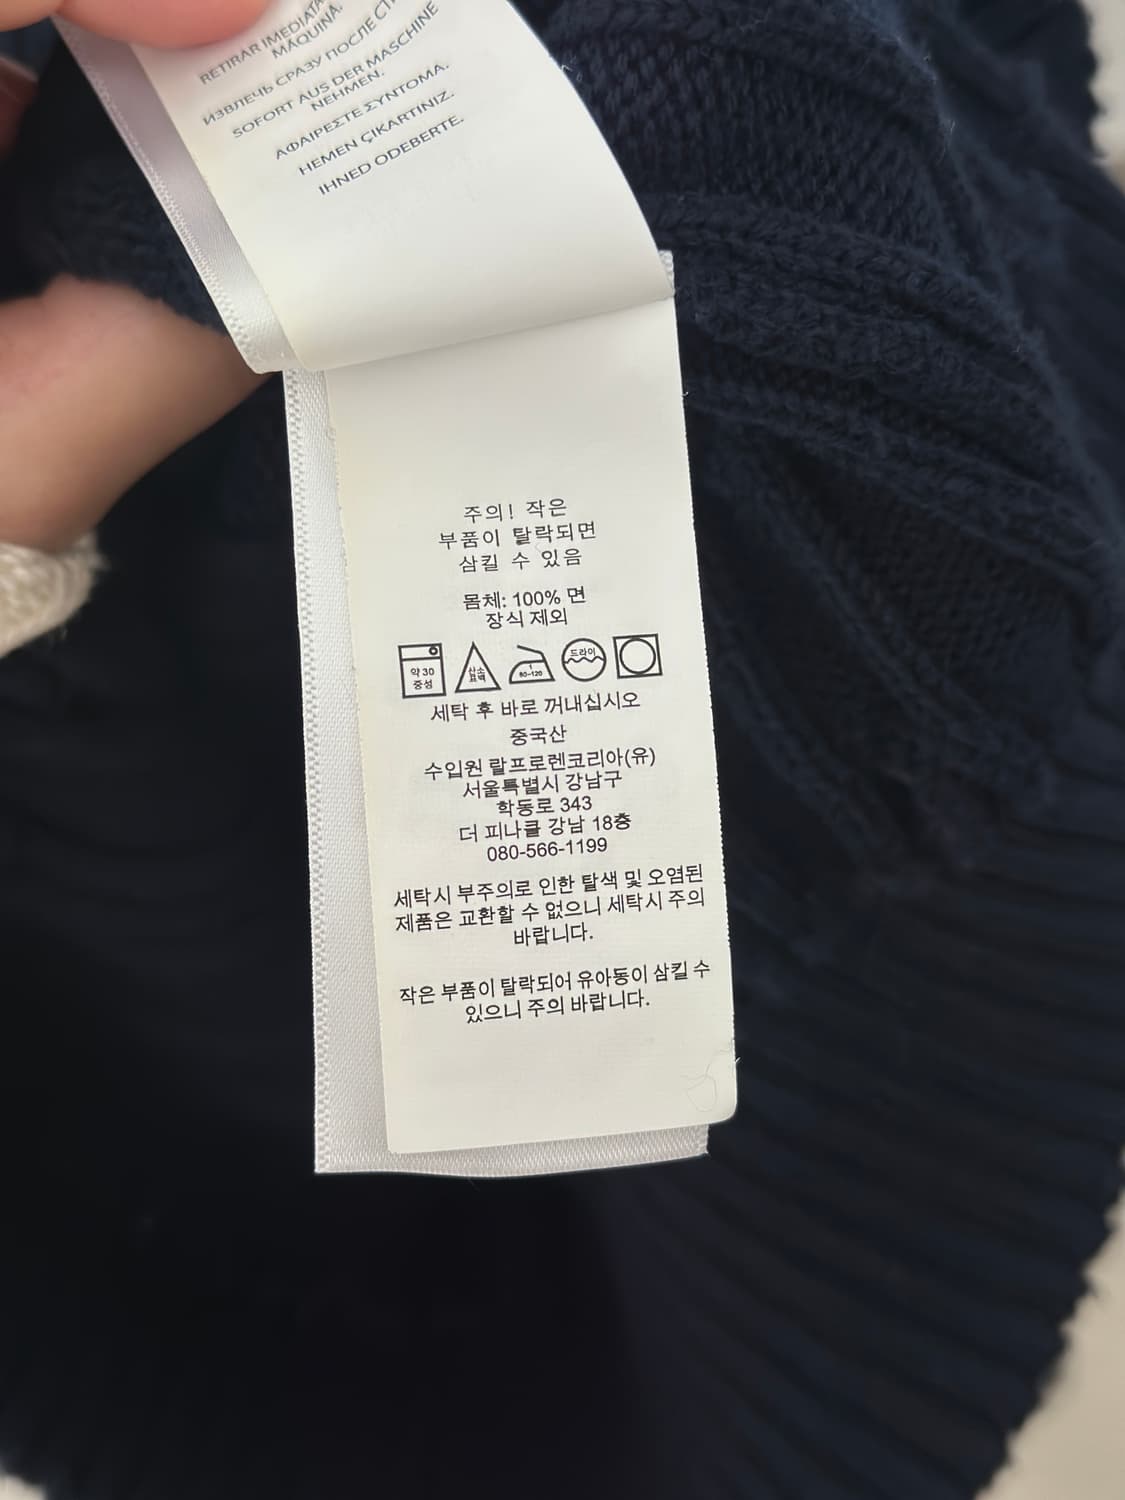 RETIRAR IMEDIATA
MÁQUINA.
ИЗВЛЕЧЬ СРАЗУ ПОСЛЕ
SOFORT AUS DER MASCHINE
NEHMEN.
ΑΦΑΙΡΕΣΤΕ ΣΥΝΤΟΜΑ.
HEMEN ÇIKARTINIZ.
IHNED ODEBERTE.
주의! 작은
부품이 탈락되면
삼킬 수 있음
몸체: 100% 면
장식 제외
약 30
중성
산소
표백
80-120
드라이
세탁 후 바로 꺼내십시오
중국산
수입원 랄프로렌코리아(유)
서울특별시 강남구
학동로 343
더 피나클 강남 18층
080-566-1199
세탁시 부주의로 인한 탈색 및 오염된
제품은 교환할 수 없으니 세탁시 주의
바랍니다.
작은 부품이 탈락되어 유아동이 삼킬 수
있으니 주의 바랍니다.